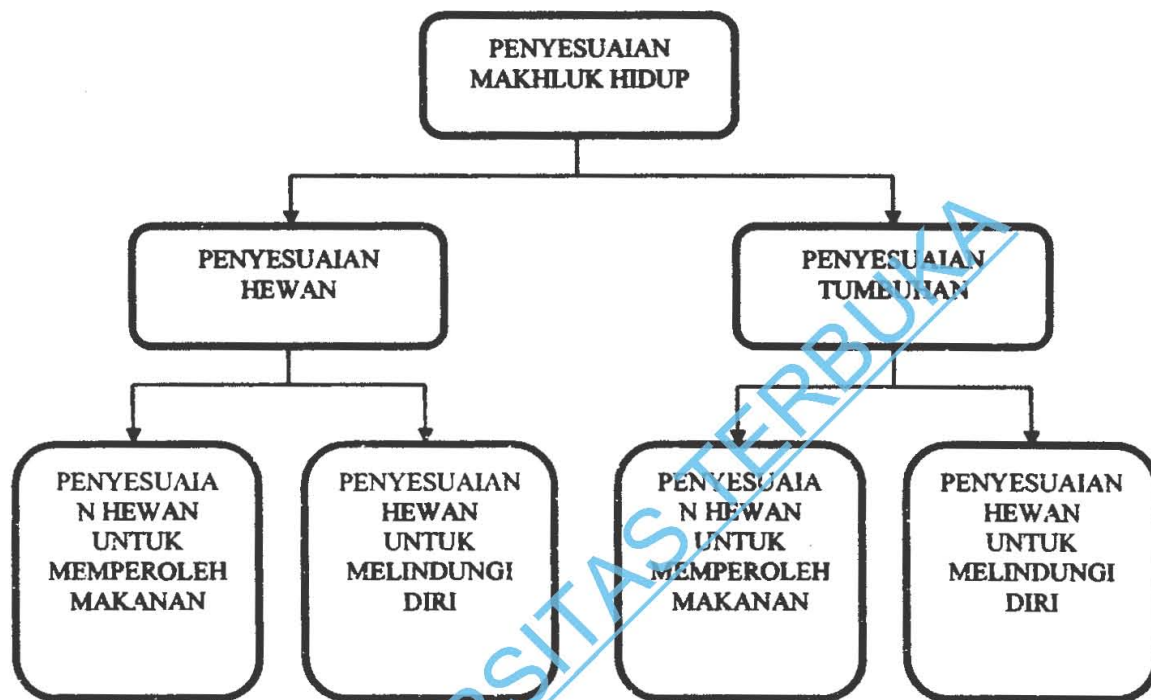 PENYESUAIAN
MAKHLUK HIDUP
PENYESUAIAN
HEWAN
PENYESUAIAN
TUMBUHAN
PENYESUAIA
N HEWAN
UNTUK
MEMPEROLEH
MAKANAN
PENYESUAIAN
HEWAN
UNTUK
MELINDUNGI
DIRI
PENYESUAIA
N HEWAN
UNTUK
MEMPEROLEH
MAKANAN
PENYESUAIAN
HEWAN
UNTUK
MELINDUNGI
DIRI
ERSITAS TERBUKA